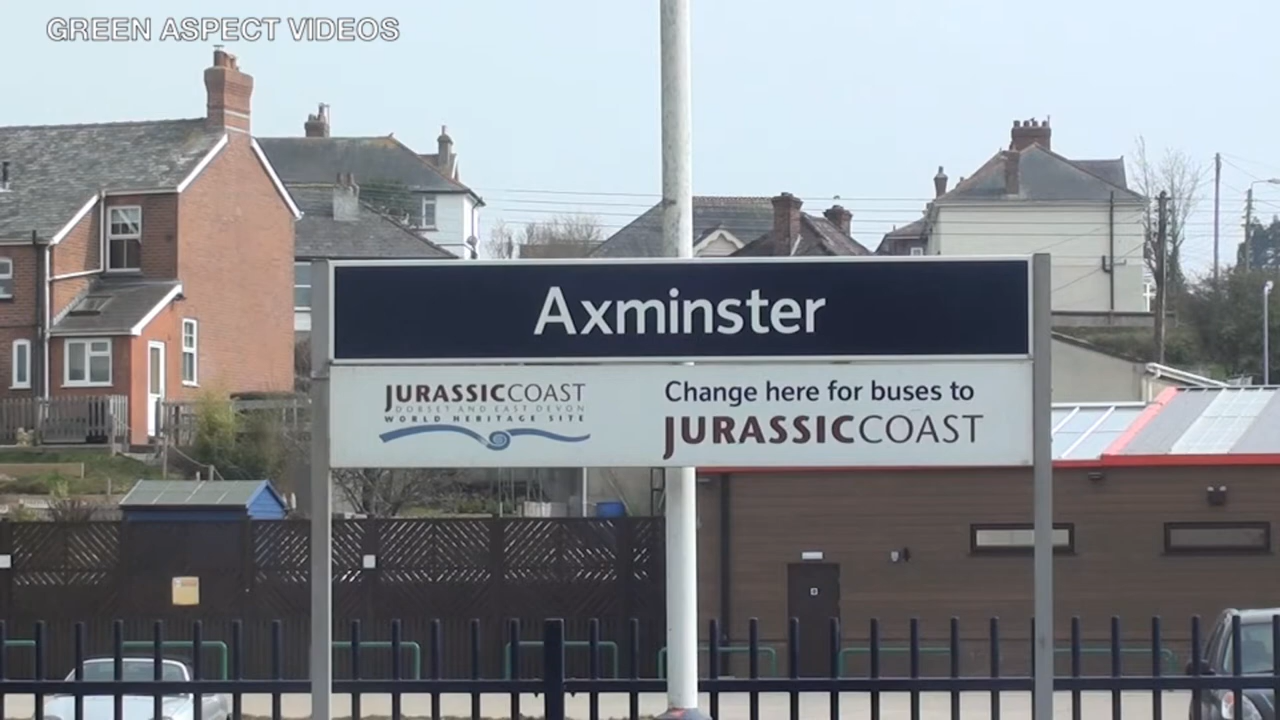 GREEN ASPECT VIDEOS
Axminster
JURASSICCOAST
DORSET AND EAST DEVON
WORLD HERITAGE SITE
Change here for buses to
JURASSICCOAST